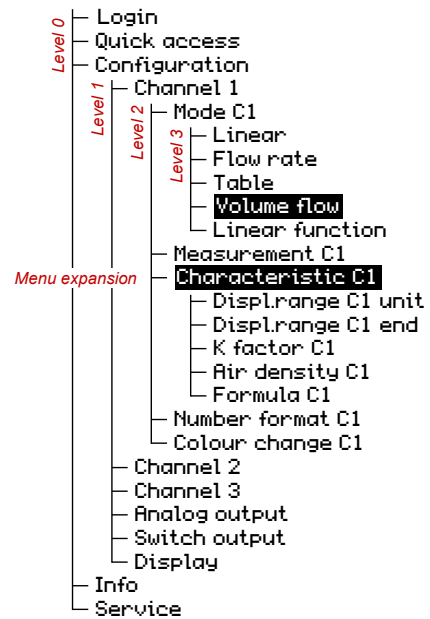 Level 0
Login
Quick access
Configuration
Level 1
Channel 1
Level 2
Mode C1
Level 3
Linear
Flow rate
Table
Volume flow
Linear function
Measurement C1
Menu expansion
Characteristic C1
Displ.range C1 unit
Displ.range C1 end
K factor C1
Air density C1
Formula C1
Number format C1
Colour change C1
Channel 2
Channel 3
Analog output
Switch output
Display
Info
Service